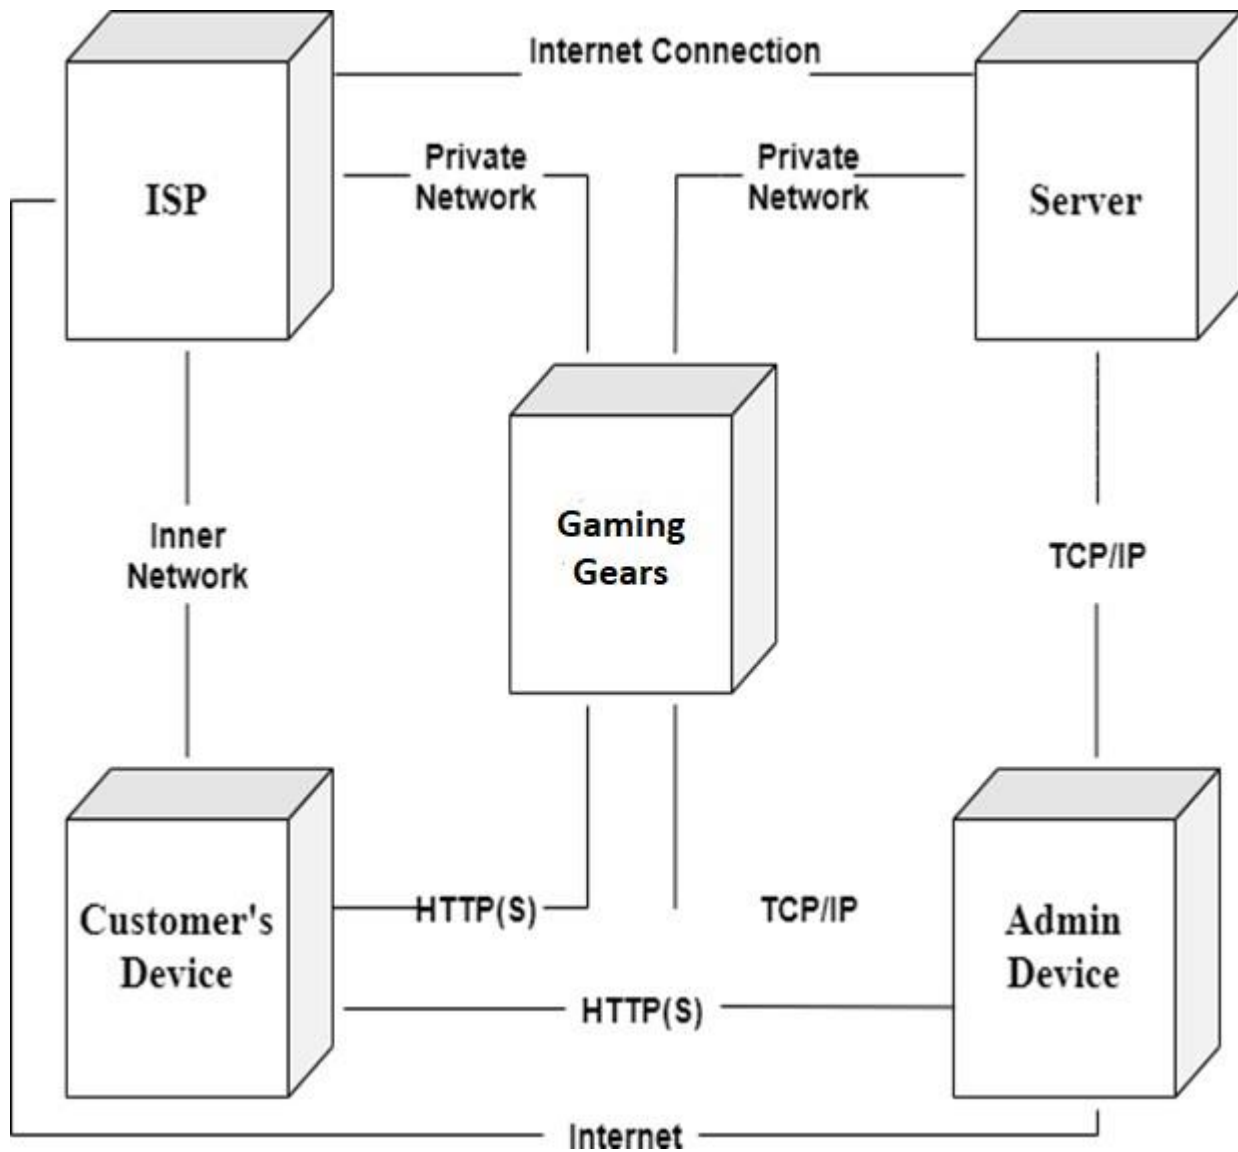 Internet Connection
Private
Network
Private
Network
ISP
Server
Gaming
Gears
Inner
Network
TCP/IP
Customer's
Device
HTTP(S)
TCP/IP
Admin
Device
HTTP(S)
Internet